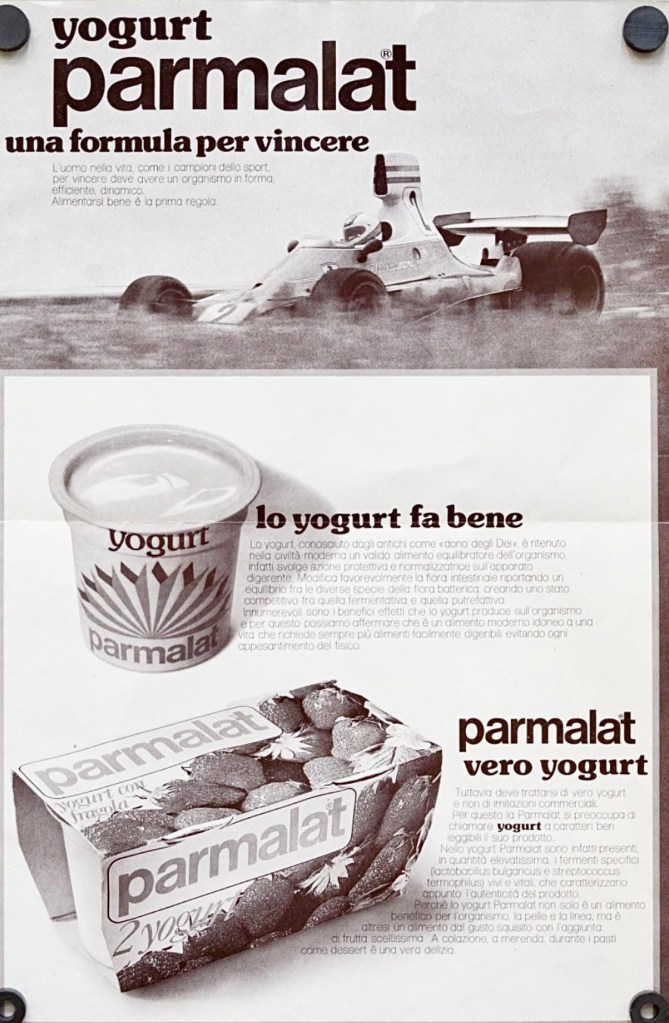 yogurt
parmalat®
una formula per vincere
L'uomo nella vita, come i campioni dello sport,
per vincere deve avere un organismo in forma,
efficiente, dinamico.
Alimentarsi bene è la prima regola.
2
2
lo yogurt fa bene
Lo yogurt, conosciuto dagli antichi come «dono degli Dei», è ritenuto
nella civiltà moderna un valido alimento equilibratore dell'organismo,
infatti svolge azione protettiva e normalizzatrice sull'apparato
digerente. Modifica favorevolmente la flora intestinale riportando un
equilibrio fra le diverse specie della flora batterica, creando uno stato
competitivo fra quella fermentativa e quella putrefattiva.
Innumerevoli sono i benefici effetti che lo yogurt produce sull'organismo
e per questo possiamo affermare che è un alimento moderno idoneo a una
vita che richiede sempre più alimenti facilmente digeribili evitando ogni
appesantimento del fisico.
yogurt
parmalat
parmalat
vero yogurt
Tuttavia deve trattarsi di vero yogurt
e non di imitazioni commerciali.
Per questo la Parmalat si preoccupa di
chiamare yogurt a caratteri ben
leggibili il suo prodotto.
Nello yogurt Parmalat sono infatti presenti,
in quantità elevatissima, i fermenti specifici
(lactobacillus bulgaricus e streptococcus
termophilus) vivi e vitali, che caratterizzano
appunto l'autenticità del prodotto.
Perché lo yogurt Parmalat non solo è un alimento
benefico per l'organismo, la pelle e la linea, ma è
altresì un alimento dal gusto squisito con l'aggiunta
di frutta sceltissima. A colazione, a merenda, durante i pasti
come dessert è una vera delizia.
parmalat
yogurt con
fragola
parmalat
2 yogurt